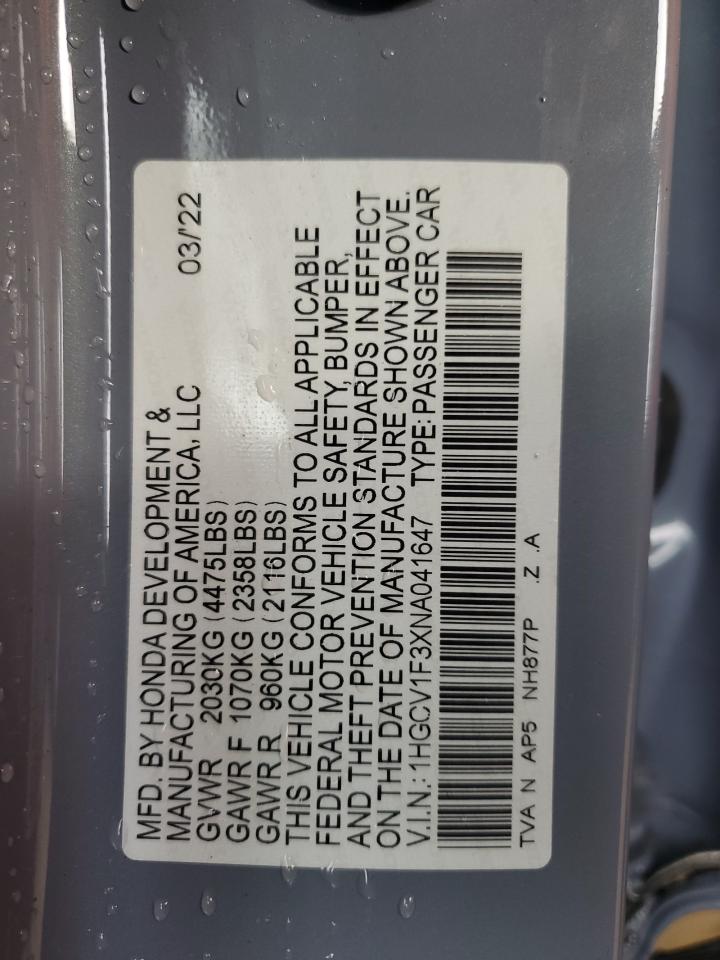 MFD. BY HONDA DEVELOPMENT &
MANUFACTURING OF AMERICA, LLC 03/'22
GVWR 2030KG (4475LBS)
GAWR F 1070KG (2358LBS)
GAWR R 960KG (2116LBS)
THIS VEHICLE CONFORMS TO ALL APPLICABLE
FEDERAL MOTOR VEHICLE SAFETY, BUMPER,
AND THEFT PREVENTION STANDARDS IN EFFECT
ON THE DATE OF MANUFACTURE SHOWN ABOVE.
V.I.N.: 1HGCV1F3XNA041647 TYPE: PASSENGER CAR
TVA N AP5 NH877P .Z .A